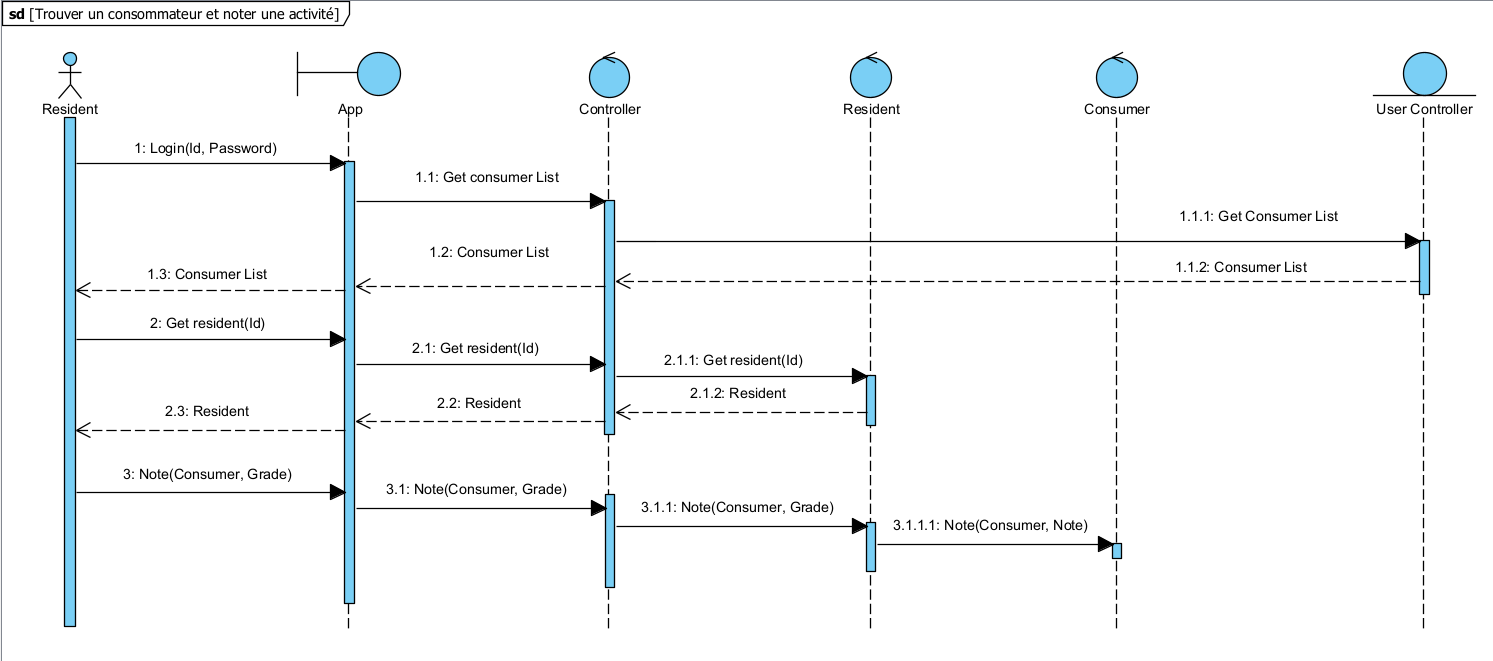 sd [Trouver un consommateur et noter une activité]
Resident
App
Controller
Resident
Consumer
User Controller
1: Login(Id, Password)
1.1: Get consumer List
1.1.1: Get Consumer List
1.2: Consumer List
1.1.2: Consumer List
1.3: Consumer List
2: Get resident(Id)
2.1: Get resident(Id)
2.1.1: Get resident(Id)
2.1.2: Resident
2.2: Resident
2.3: Resident
3: Note(Consumer, Grade)
3.1: Note(Consumer, Grade)
3.1.1: Note(Consumer, Grade)
3.1.1.1: Note(Consumer, Note)